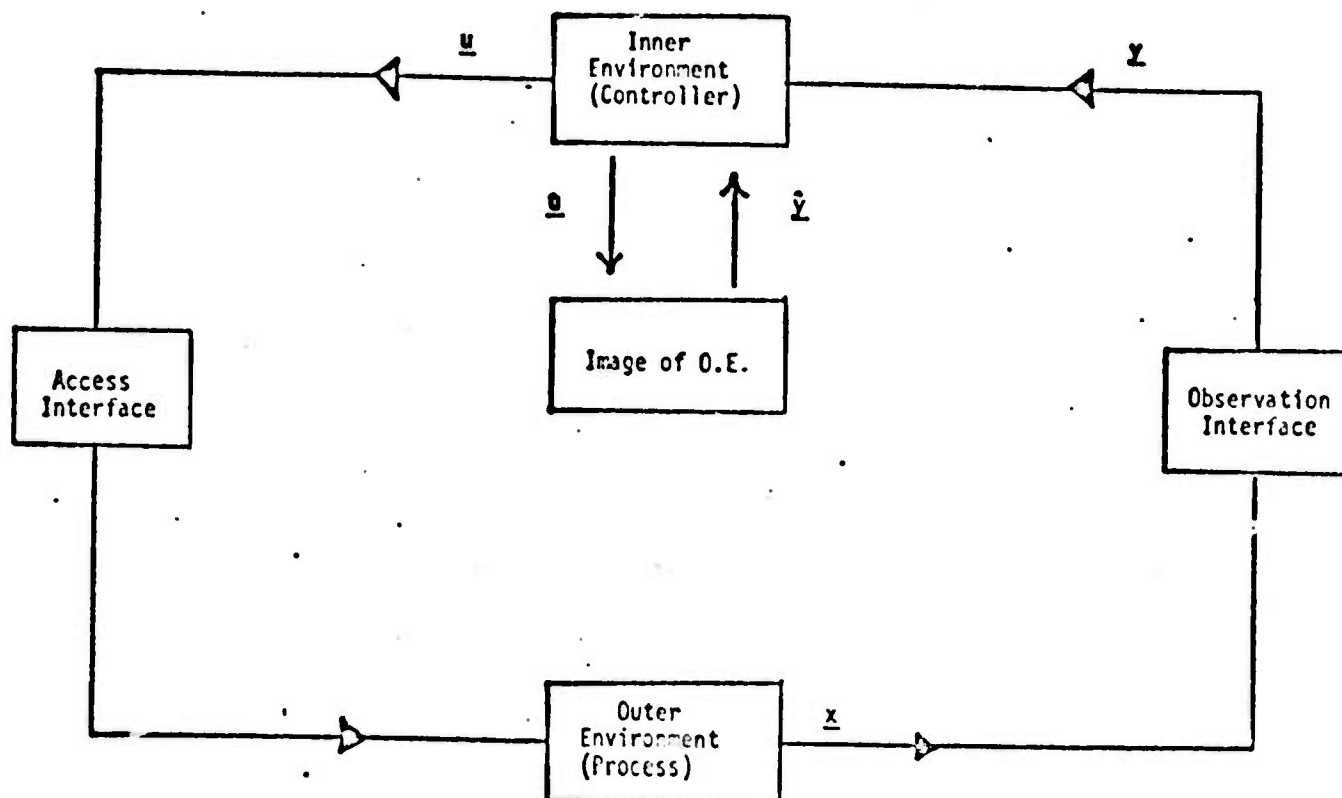 u
Inner
Environment
(Controller)
y
ŷ
Image of O.E.
Access
Interface
Observation
Interface
Outer
Environment
(Process)
x